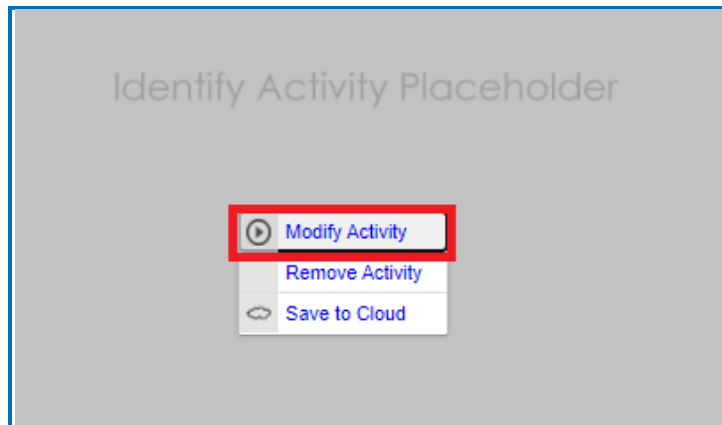 Identify Activity Placeholder
Modify Activity
Remove Activity
Save to Cloud